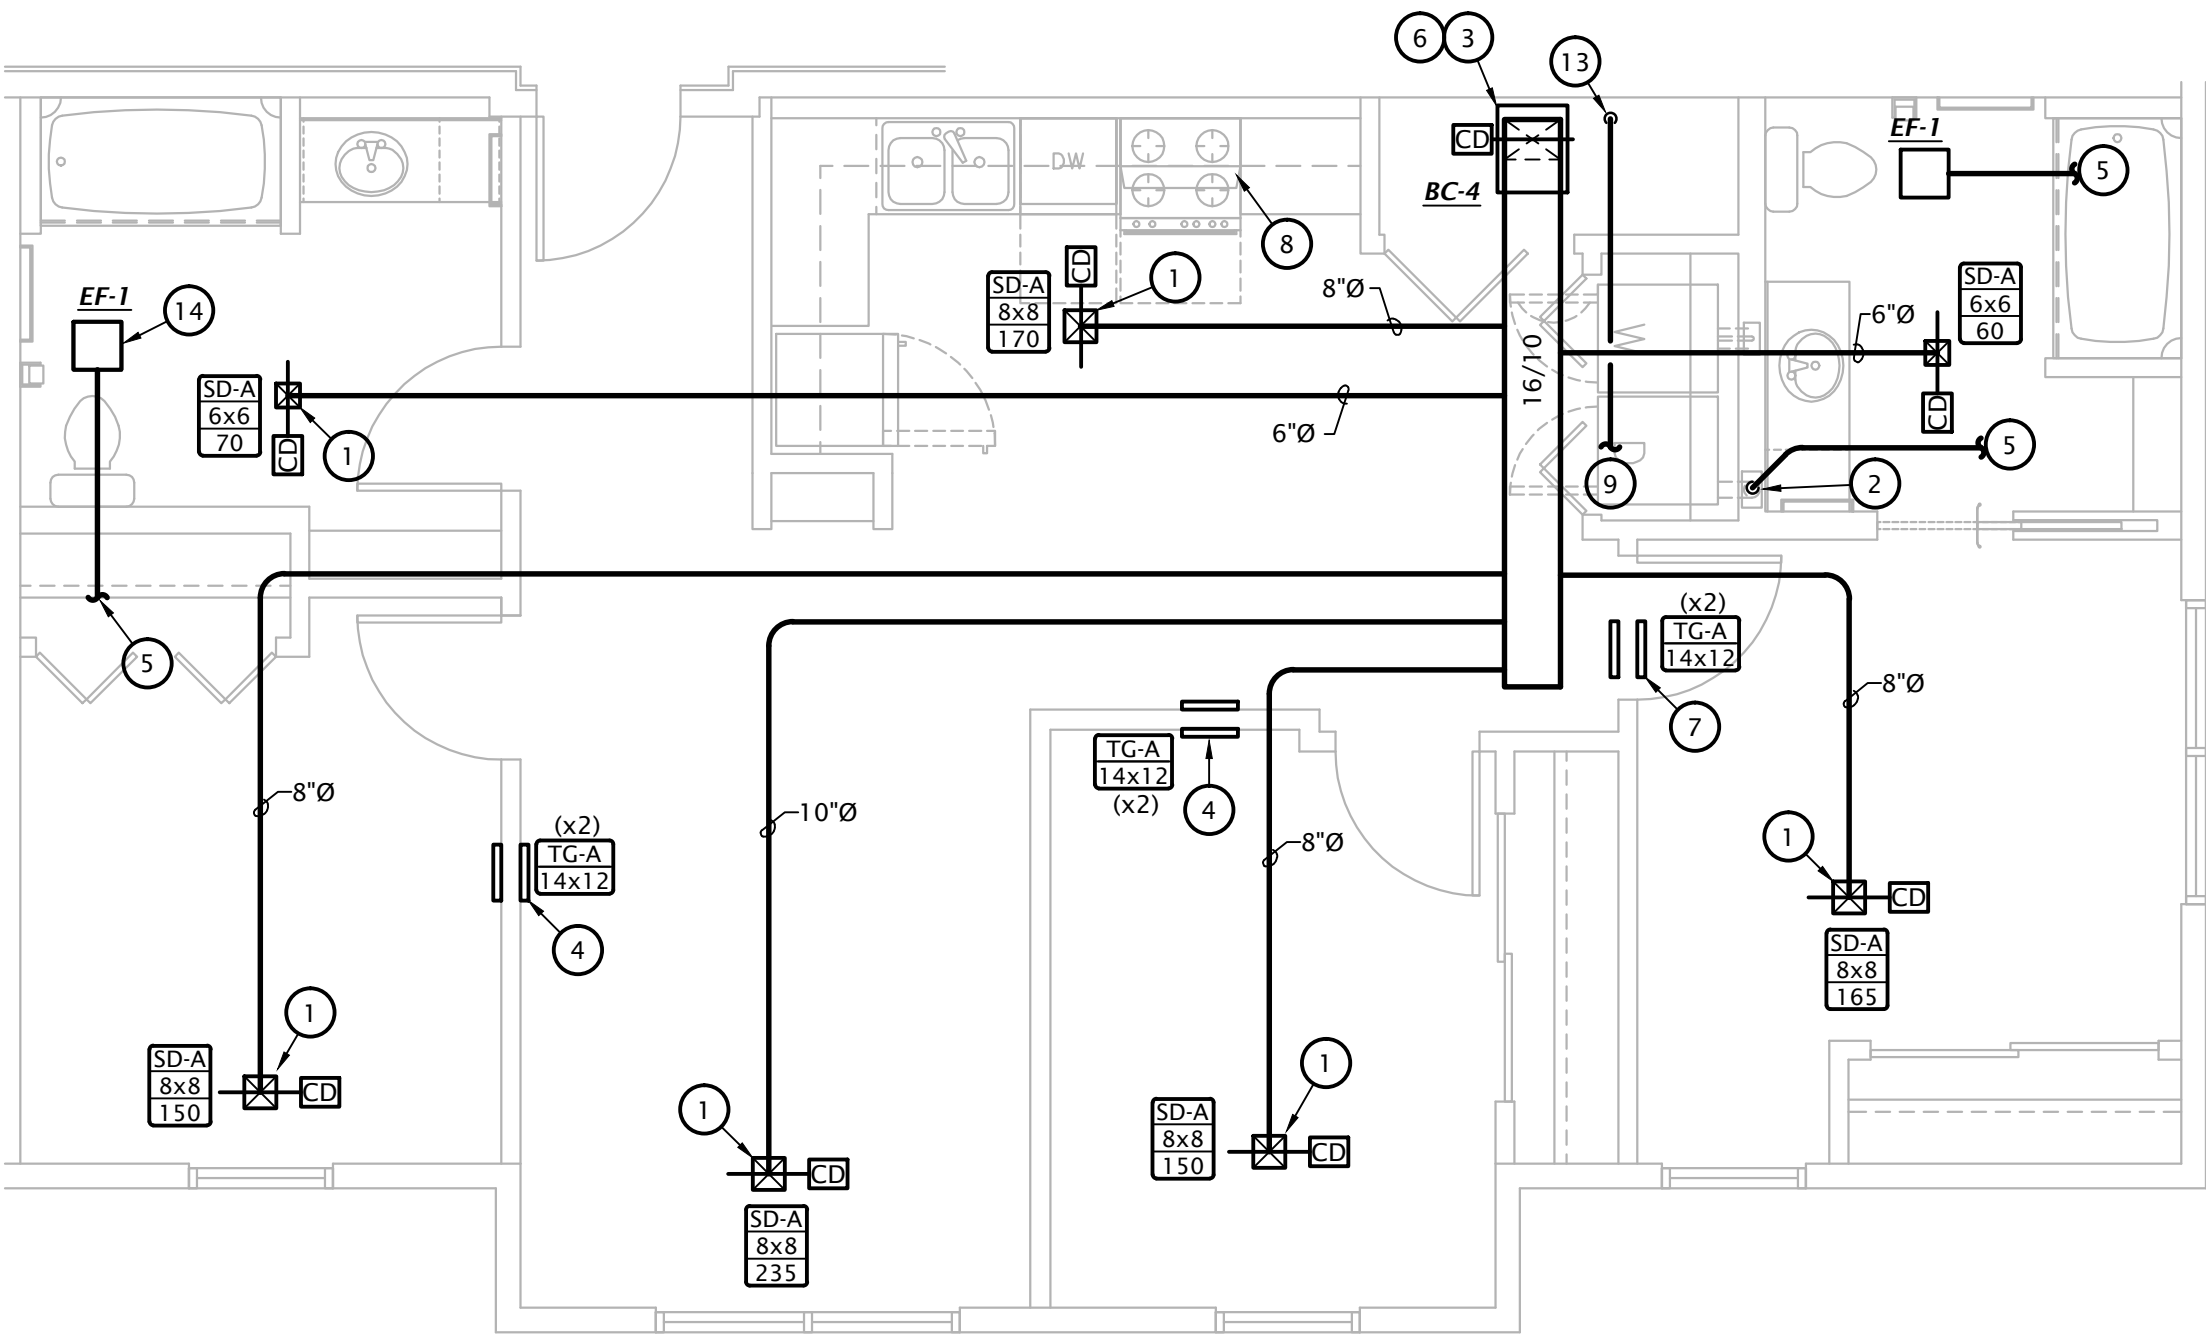 6 3
13
CD
BC-4
EF-1
5
DW
8
EF-1
14
SD-A
6x6
70
CD
1
CD
SD-A
8x8
170
1
8"Ø
6"Ø
16/10
6"Ø
SD-A
6x6
60
CD
5
9
2
5
(x2)
TG-A
14x12
7
8"Ø
TG-A
14x12
(x2)
4
8"Ø
10"Ø
8"Ø
(x2)
TG-A
14x12
4
1
CD
SD-A
8x8
165
1
SD-A
8x8
150
CD
1
CD
SD-A
8x8
235
1
SD-A
8x8
150
CD